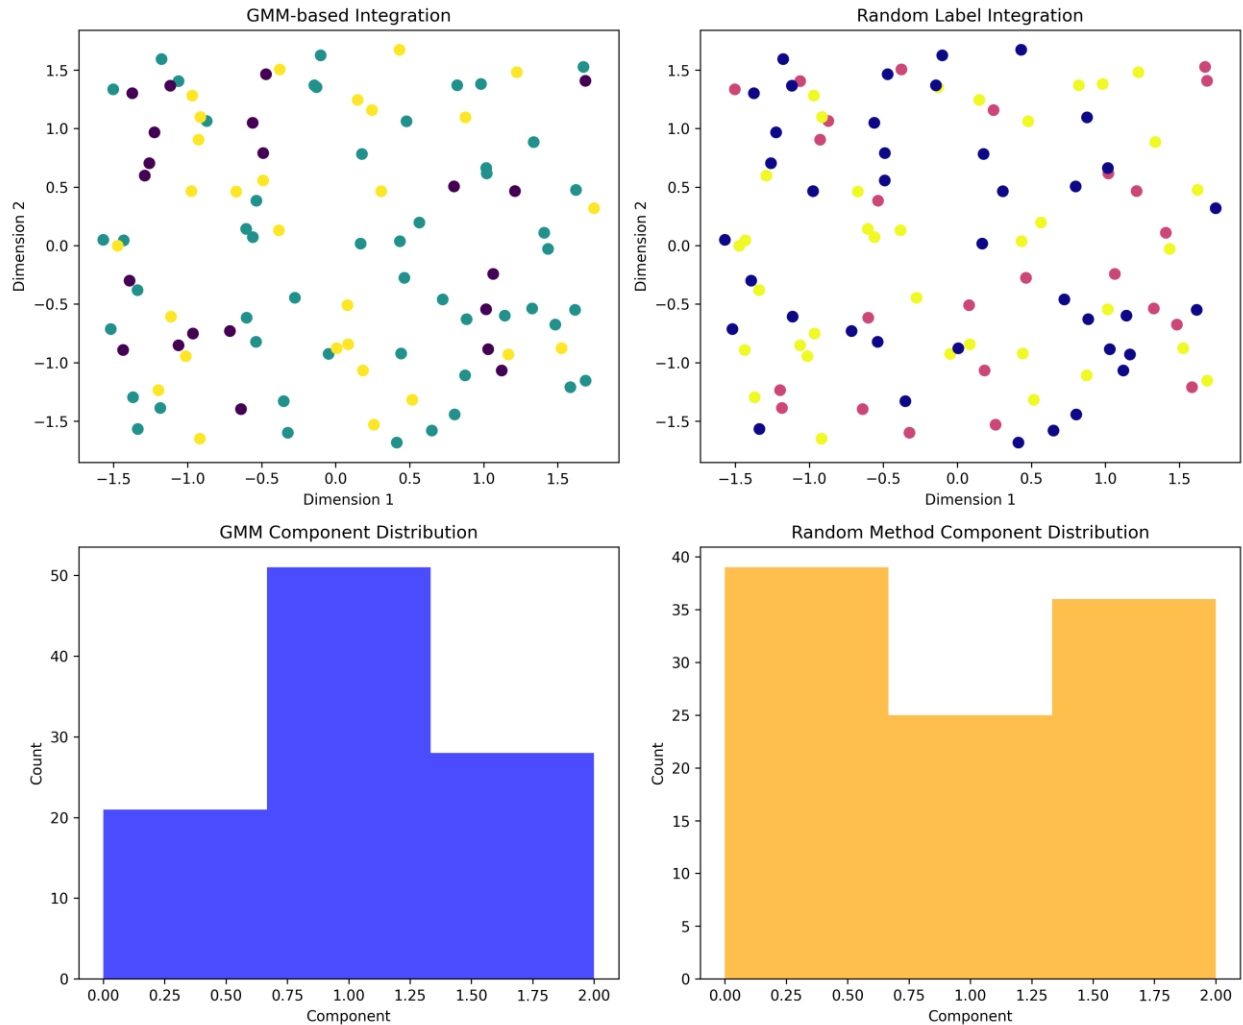 GMM-based Integration
1.5
1.0
0.5
0.0
−0.5
−1.0
−1.5
Dimension 2
−1.5 −1.0 −0.5 0.0 0.5 1.0 1.5
Dimension 1
Random Label Integration
1.5
1.0
0.5
0.0
−0.5
−1.0
−1.5
Dimension 2
−1.5 −1.0 −0.5 0.0 0.5 1.0 1.5
Dimension 1
GMM Component Distribution
50
40
30
20
10
0
Count
0.00 0.25 0.50 0.75 1.00 1.25 1.50 1.75 2.00
Component
Random Method Component Distribution
40
35
30
25
20
15
10
5
0
Count
0.00 0.25 0.50 0.75 1.00 1.25 1.50 1.75 2.00
Component